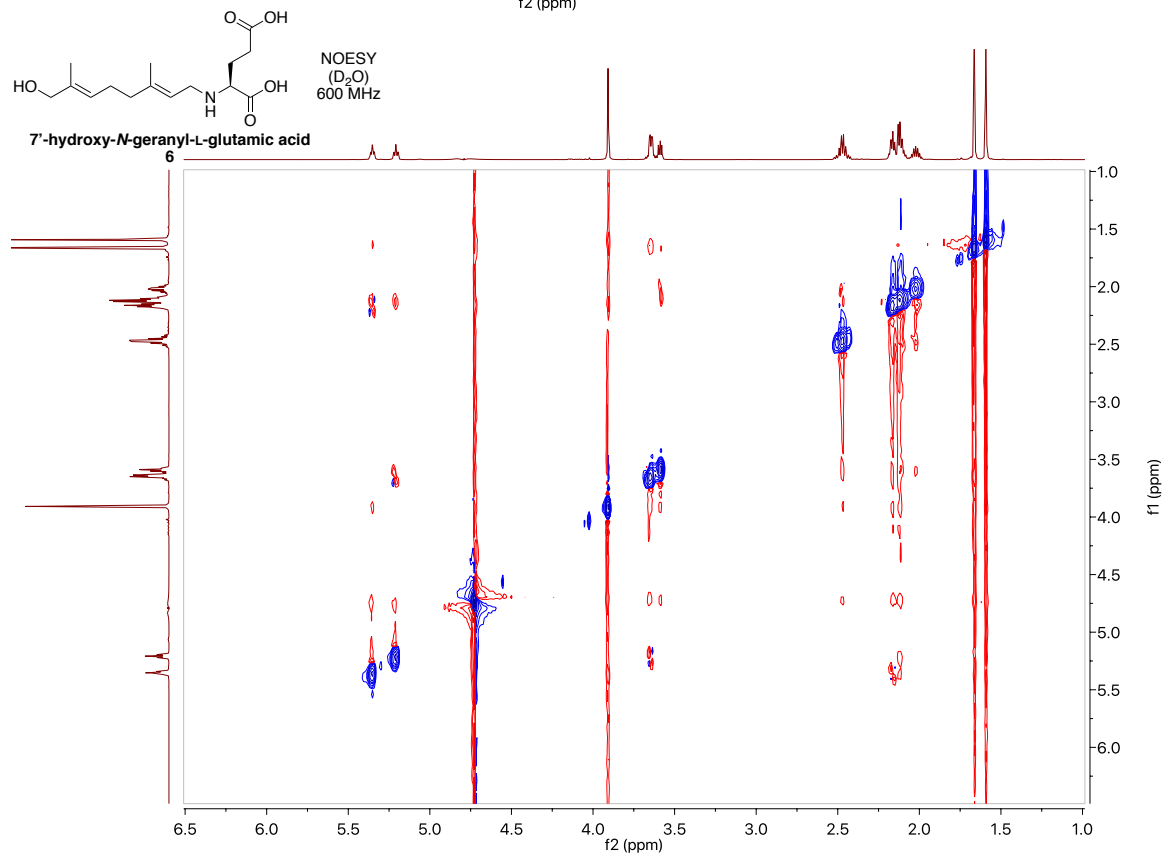 f2 (ppm)
O
OH
HO
N
H
OH
O
NOESY
(D₂O)
600 MHz
7'-hydroxy-N-geranyl-L-glutamic acid
6
1.0
1.5
2.0
2.5
3.0
3.5
4.0
4.5
5.0
5.5
6.0
f1 (ppm)
6.5 6.0 5.5 5.0 4.5 4.0 3.5 3.0 2.5 2.0 1.5 1.0
f2 (ppm)